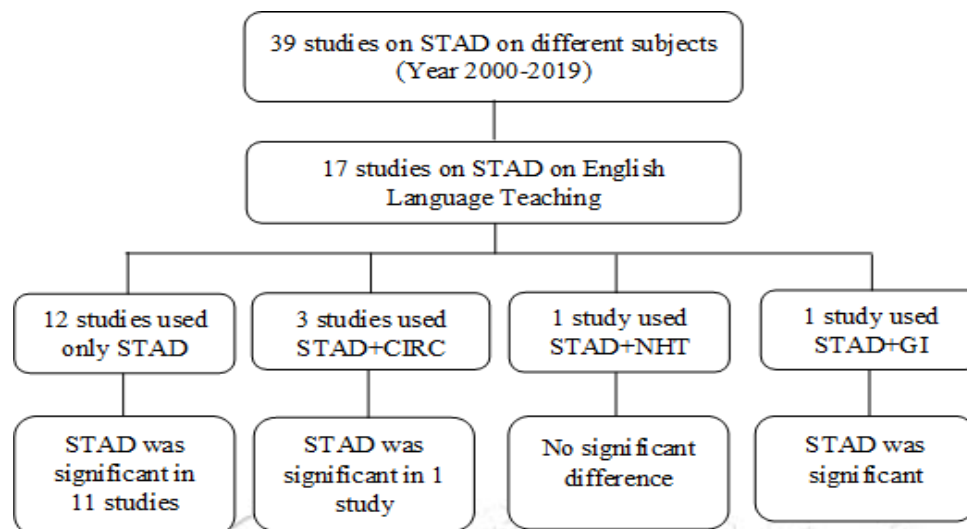 39 studies on STAD on different subjects
(Year 2000-2019)
17 studies on STAD on English
Language Teaching
12 studies used
only STAD
3 studies used
STAD+CIRC
1 study used
STAD+NHT
1 study used
STAD+GI
STAD was
significant in
11 studies
STAD was
significant in 1
study
No significant
difference
STAD was
significant